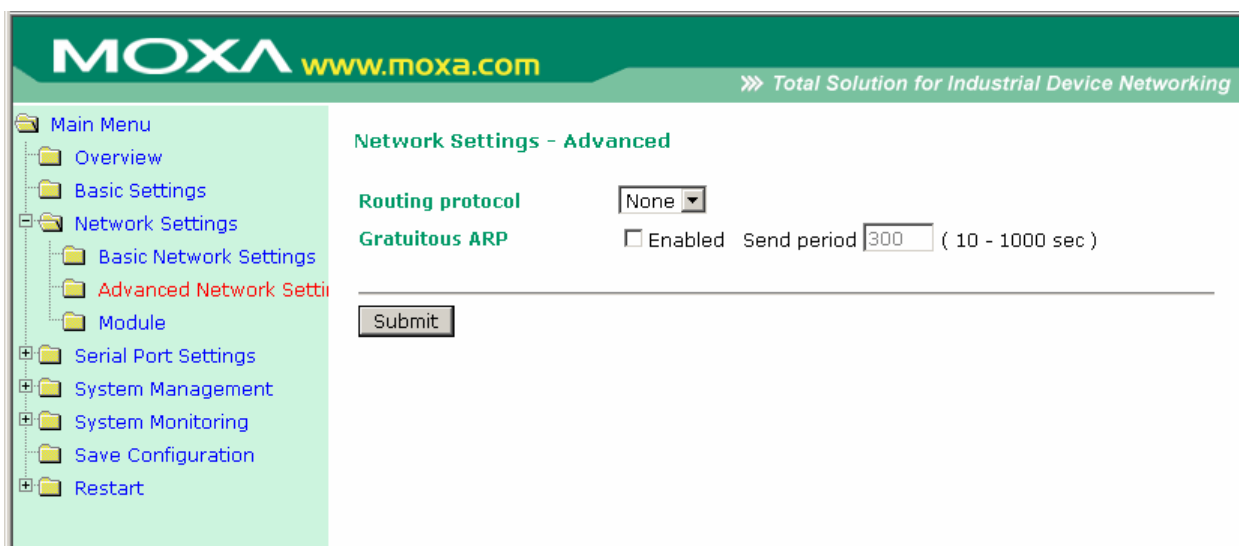 MOXA www.moxa.com
Total Solution for Industrial Device Networking
Main Menu
Overview
Basic Settings
Network Settings
Basic Network Settings
Advanced Network Setti
Module
Serial Port Settings
System Management
System Monitoring
Save Configuration
Restart
Network Settings - Advanced
Routing protocol None
Gratuitous ARP Enabled Send period 300 ( 10 - 1000 sec )
Submit